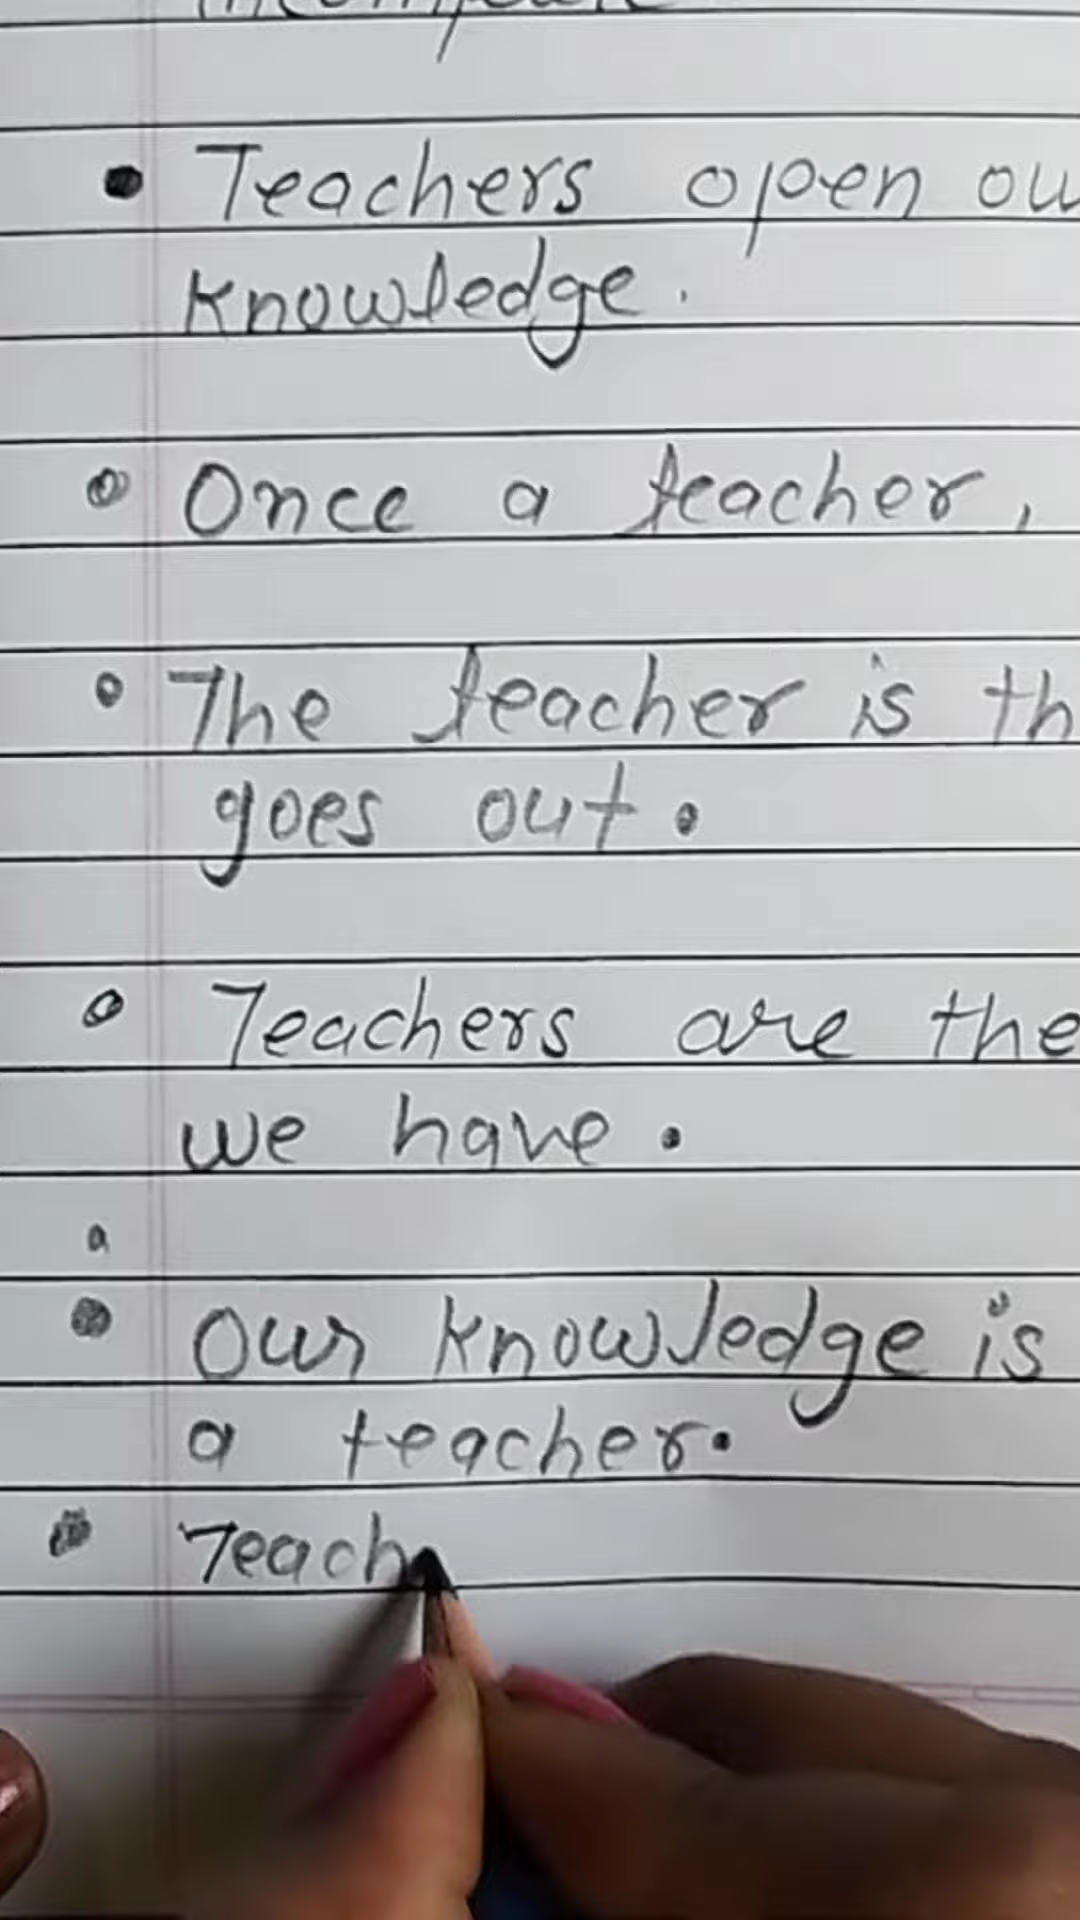 • Teachers open ou
knowledge.
• Once a teacher,
• The teacher is th
goes out.
• Teachers are the
we have.
• Our knowledge is
a teacher.
• Teach